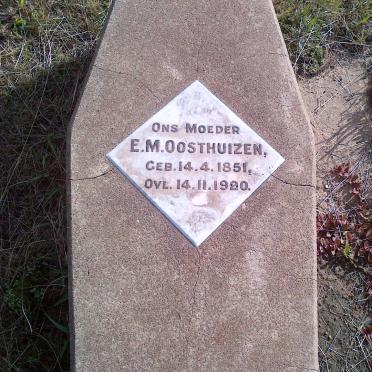 Ons Moeder
E.M. Oosthuizen,
Geb. 14.4.1851,
Ovl. 14.11.1920.